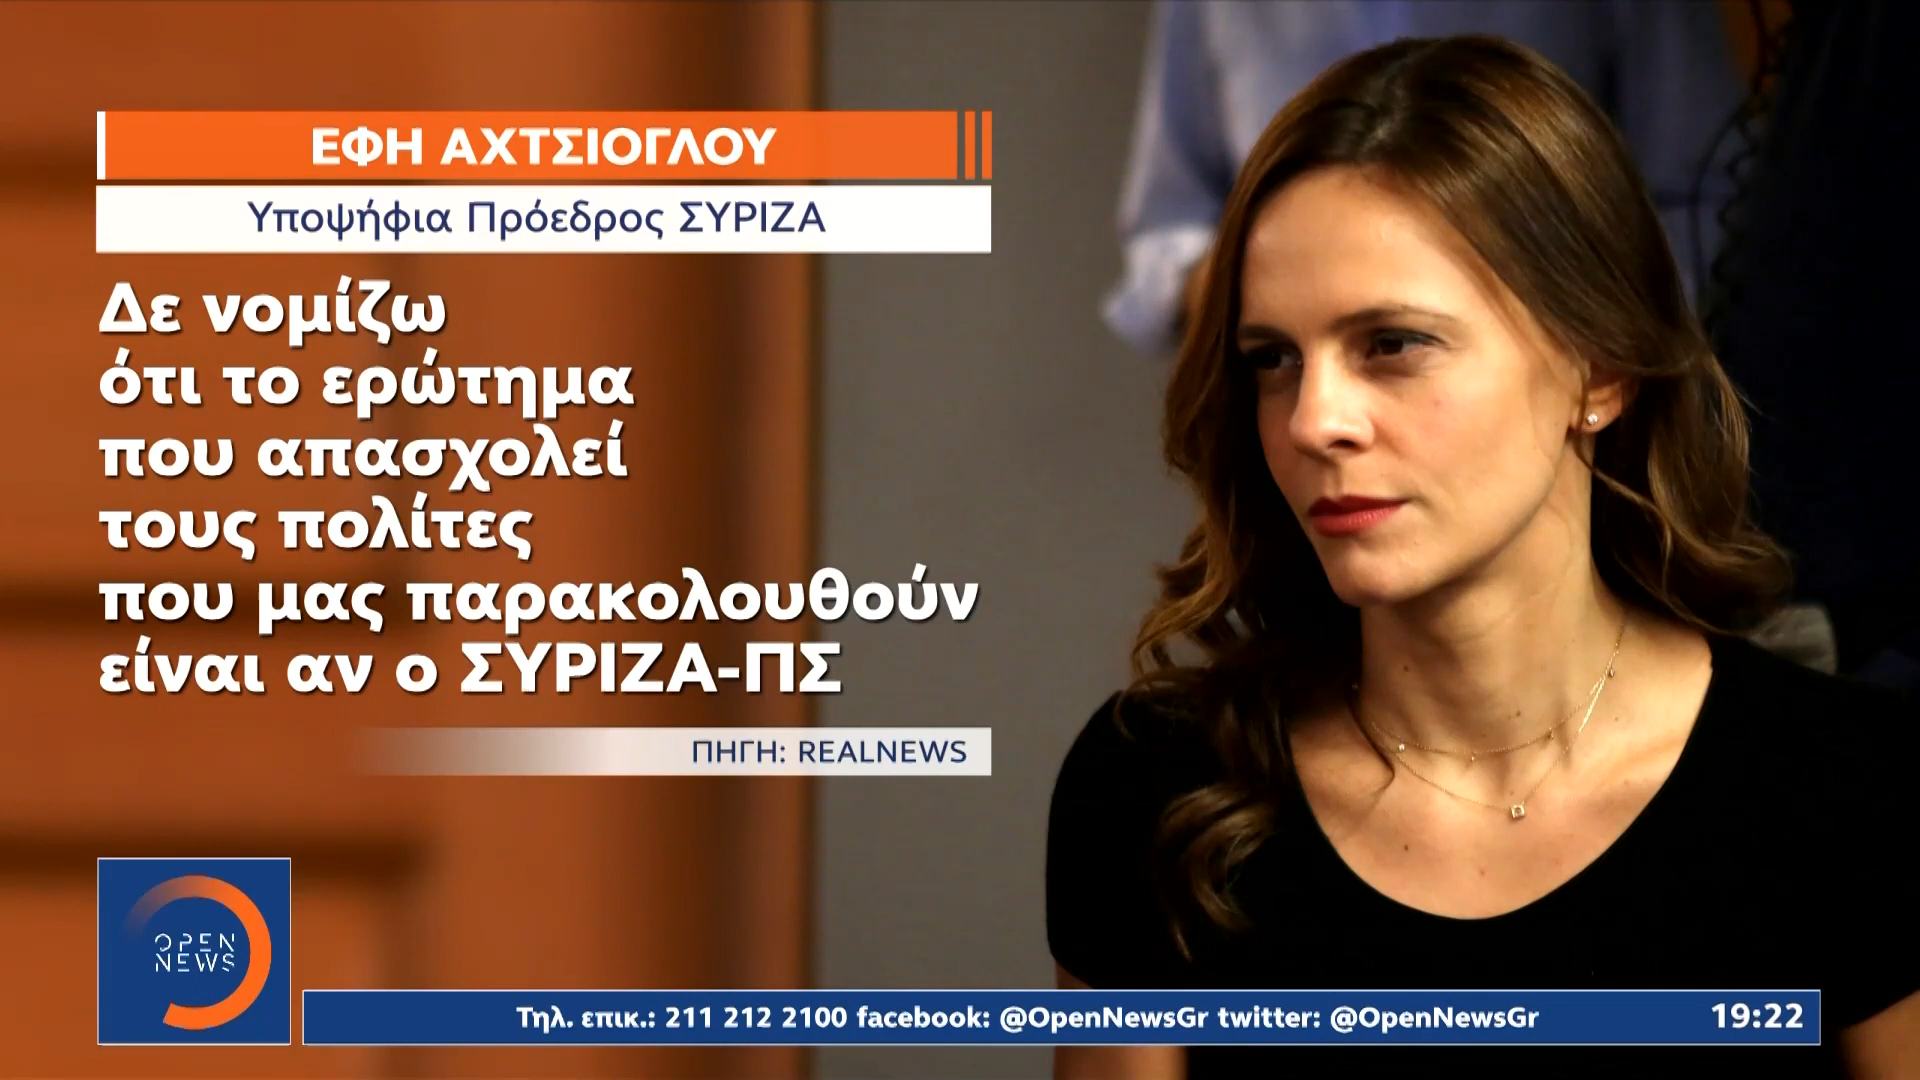 ΕΦΗ ΑΧΤΣΙΟΓΛΟΥ
Υποψήφια Πρόεδρος ΣΥΡΙΖΑ
Δε νομίζω
ότι το ερώτημα
που απασχολεί
τους πολίτες
που μας παρακολουθούν
είναι αν ο ΣΥΡΙΖΑ-ΠΣ
ΠΗΓΗ: REALNEWS
OPEN
NEWS
Τηλ. επικ.: 211 212 2100 facebook: @OpenNewsGr twitter: @OpenNewsGr 19:22